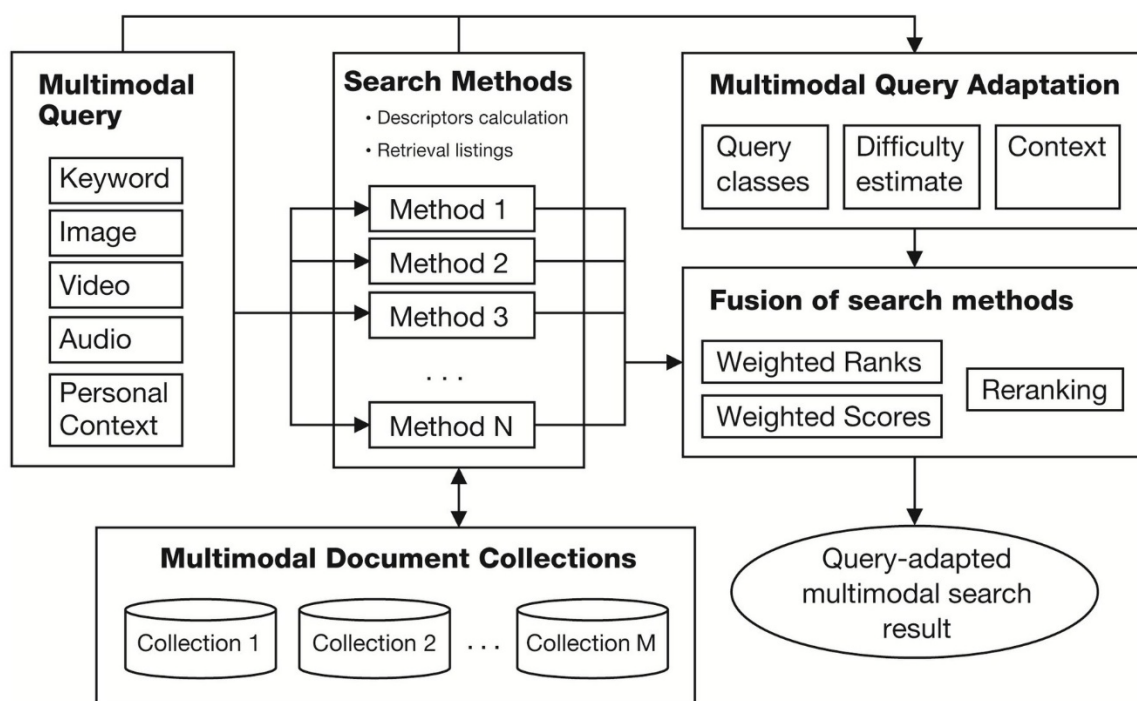 Multimodal
Query
Keyword
Image
Video
Audio
Personal
Context
Search Methods
• Descriptors calculation
• Retrieval listings
Method 1
Method 2
Method 3
. . .
Method N
Multimodal Query Adaptation
Query
classes
Difficulty
estimate
Context
Fusion of search methods
Weighted Ranks
Weighted Scores
Reranking
Multimodal Document Collections
Collection 1
Collection 2
. . .
Collection M
Query-adapted
multimodal search
result